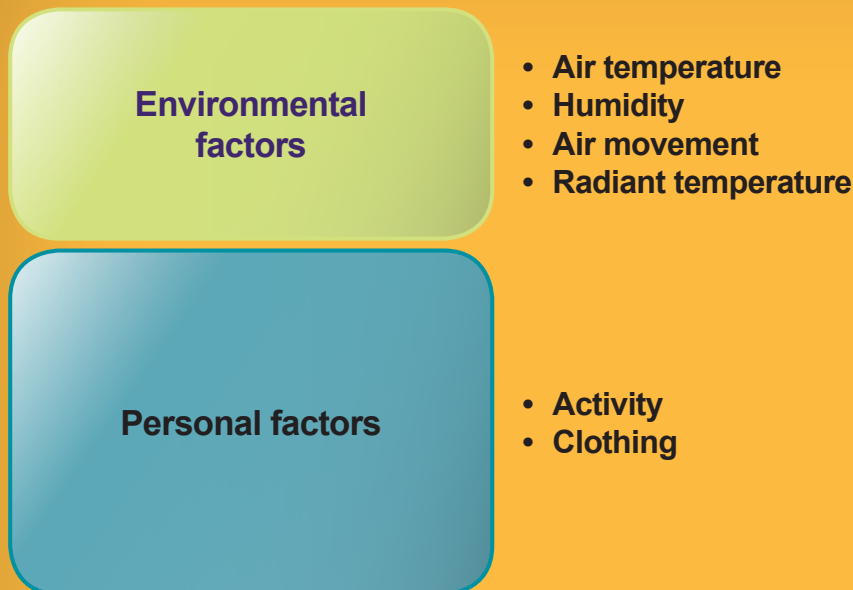 Environmental
factors
• Air temperature
• Humidity
• Air movement
• Radiant temperature
Personal factors
• Activity
• Clothing